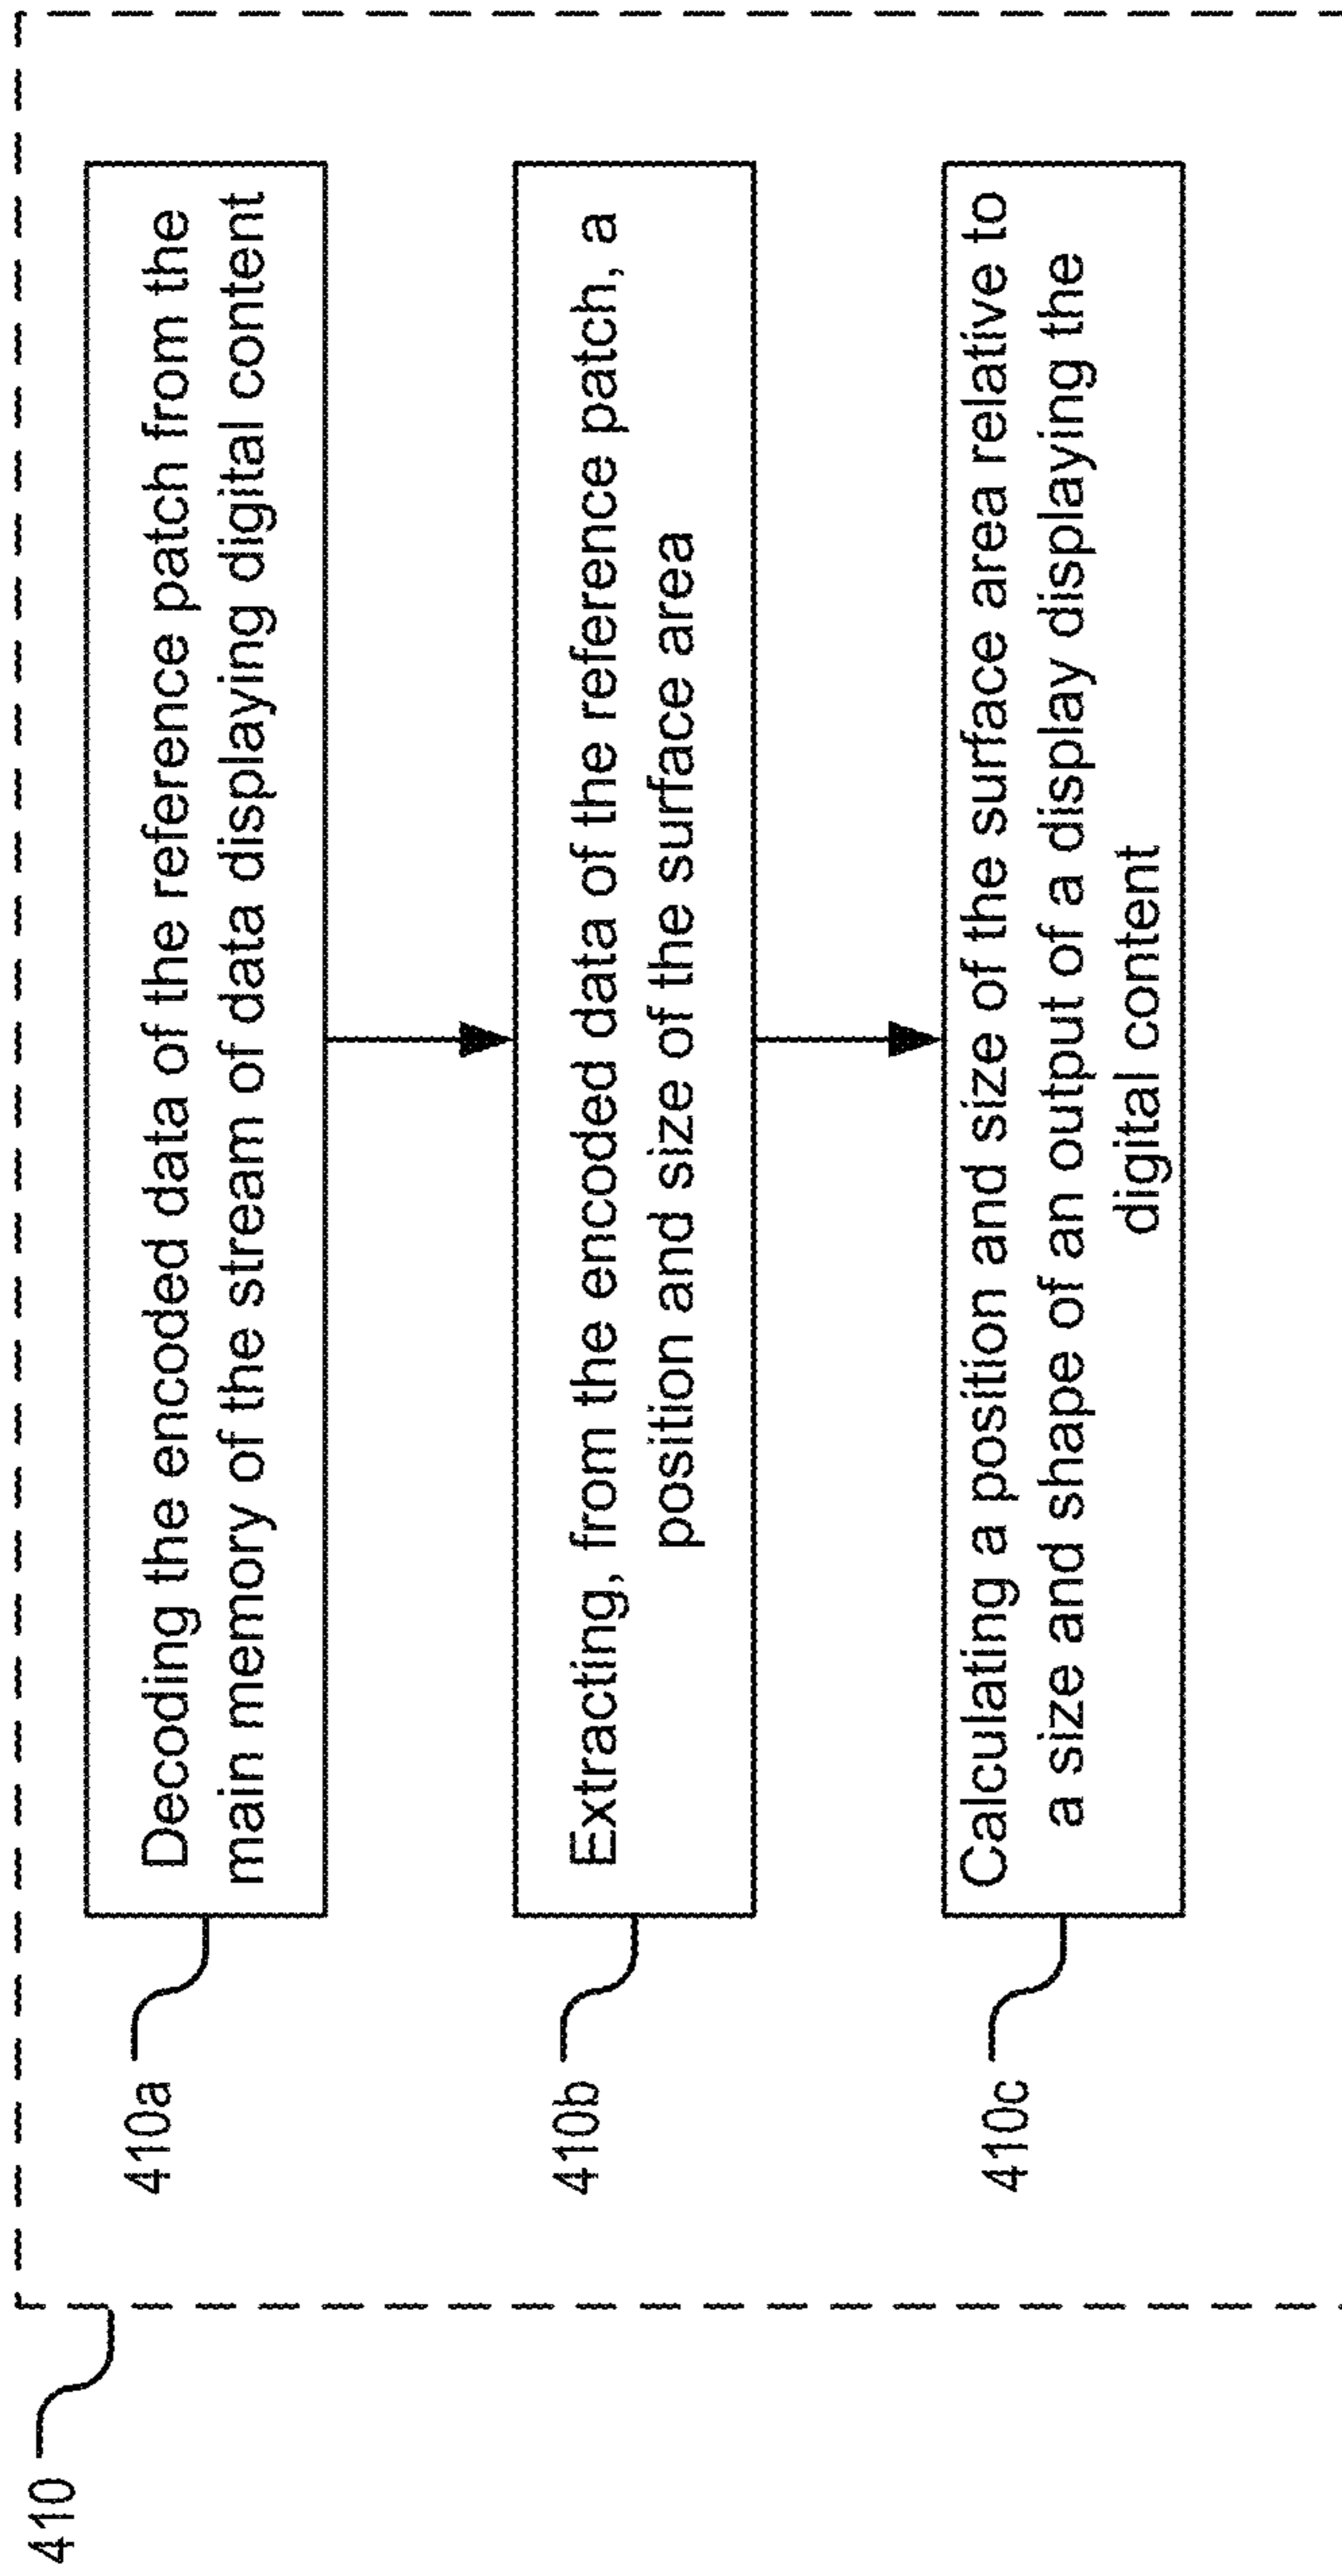 410
410a
Decoding the encoded data of the reference patch from the
main memory of the stream of data displaying digital content
410b
Extracting, from the encoded data of the reference patch, a
position and size of the surface area
410c
Calculating a position and size of the surface area relative to
a size and shape of an output of a display displaying the
digital content